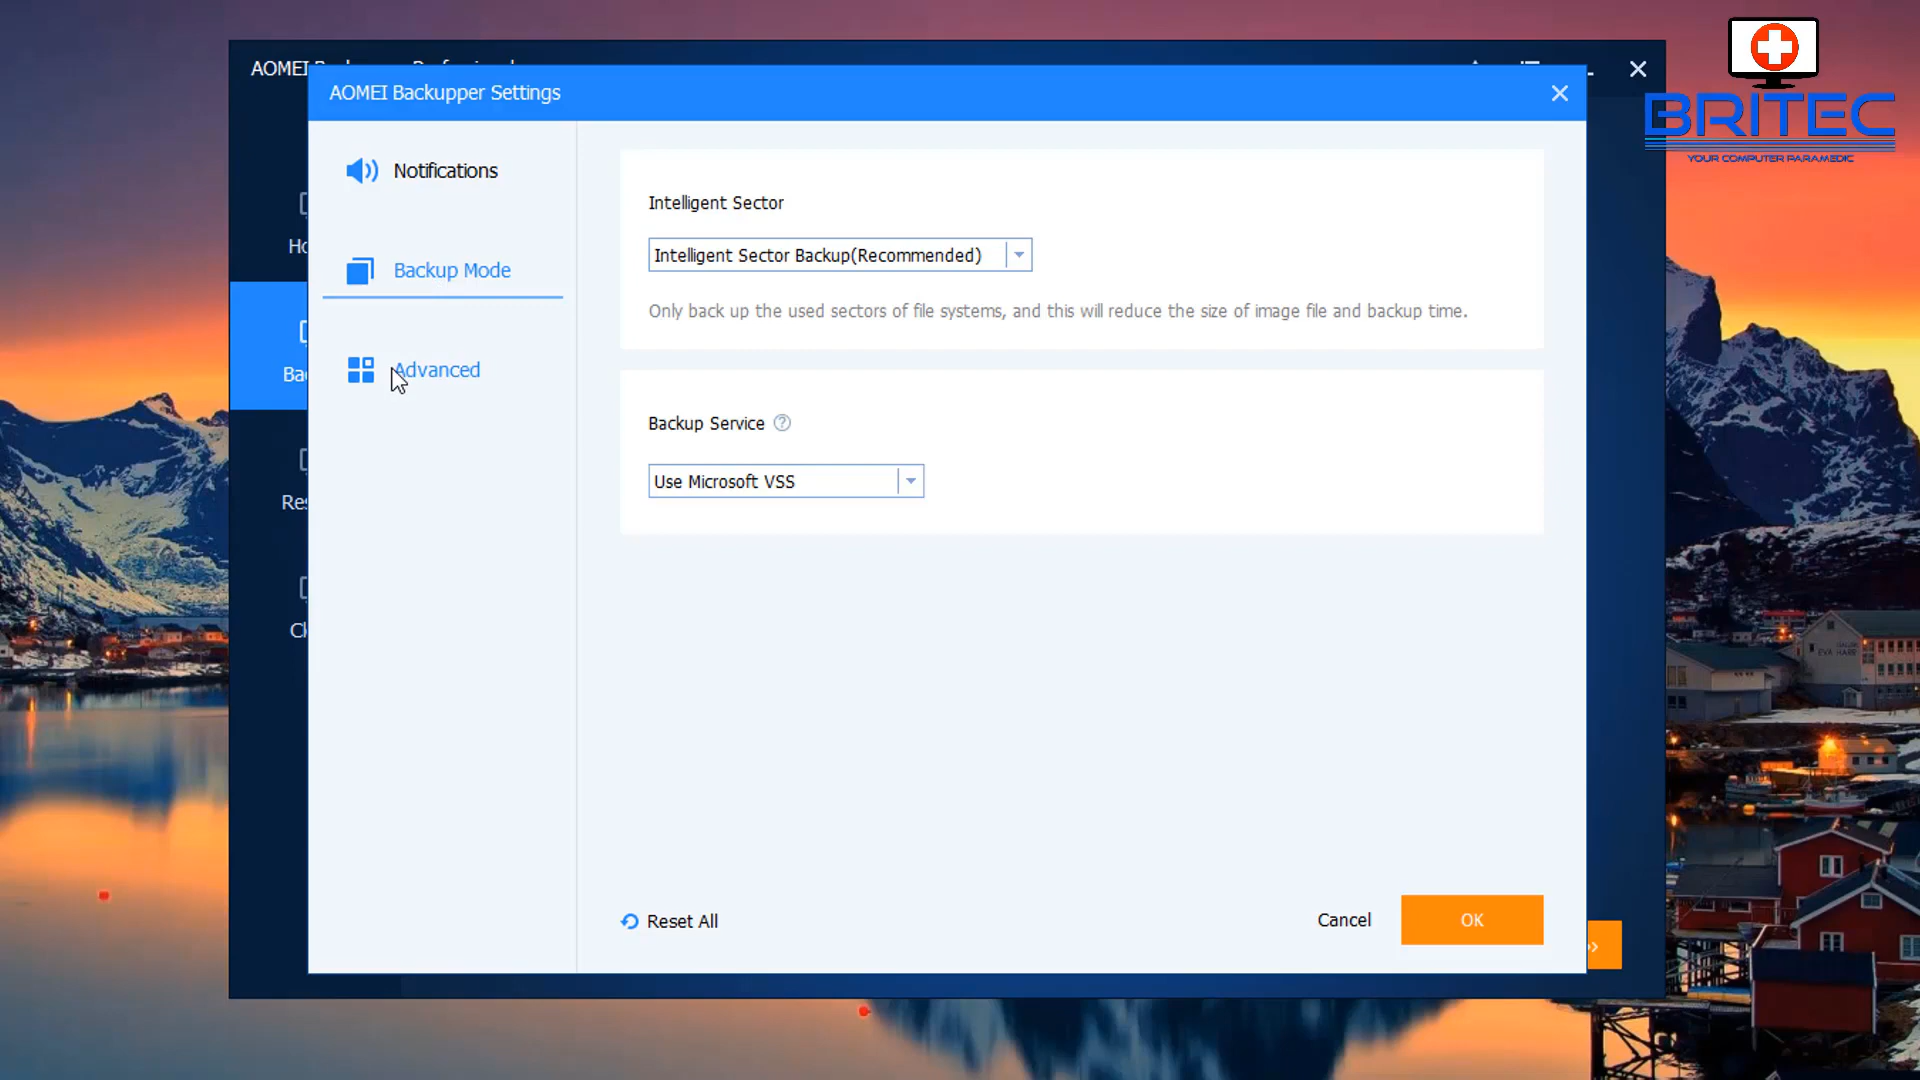 AOMEI
AOMEI Backupper Settings
BRITEC
YOUR COMPUTER PARAMEDIC
Notifications
Intelligent Sector
Intelligent Sector Backup(Recommended)
Backup Mode
Only back up the used sectors of file systems, and this will reduce the size of image file and backup time.
Advanced
Backup Service
Use Microsoft VSS
Reset All
Cancel
OK